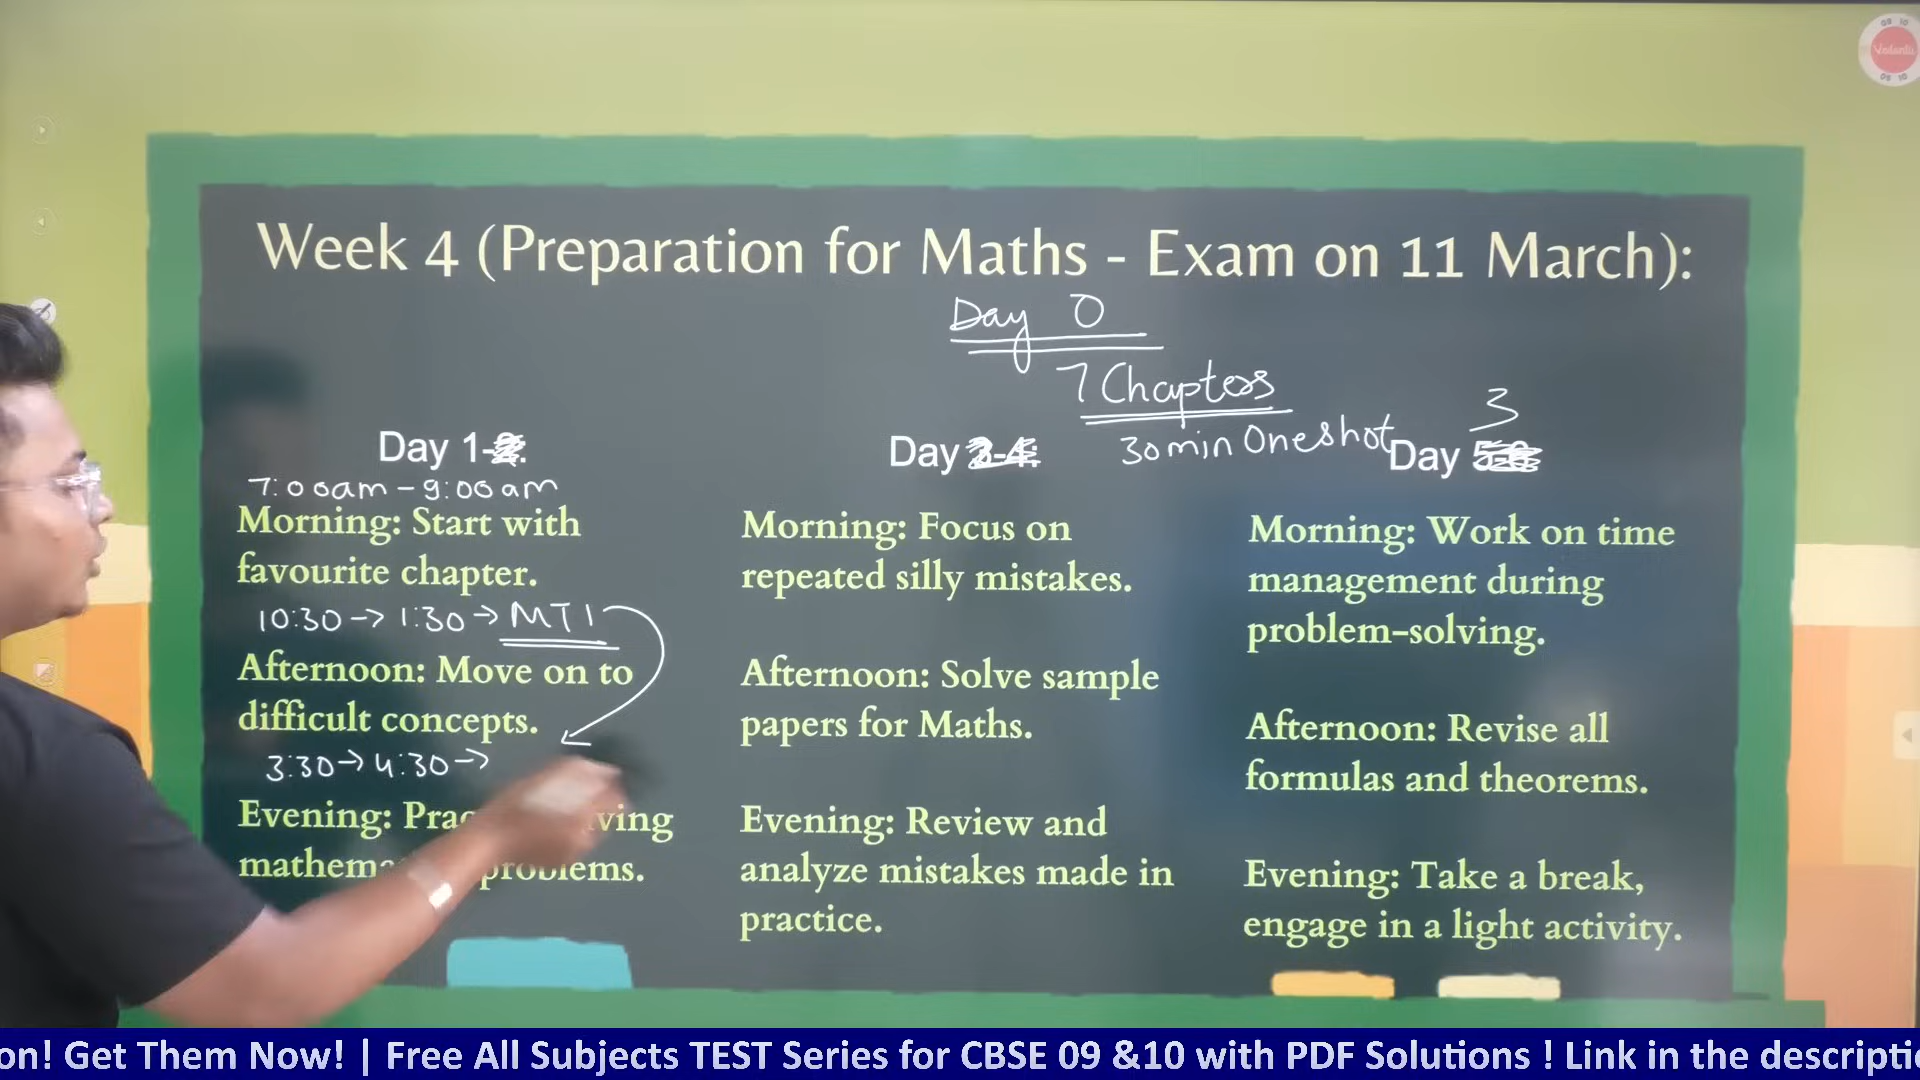 Vedantu
Week 4 (Preparation for Maths - Exam on 11 March):
Day 0
7 Chapters
30min Oneshot
Day 1-
7:00am - 9:00am
Morning: Start with
favourite chapter.
10:30 → 1:30 → MT1
Afternoon: Move on to
difficult concepts.
3:30 → 4:30 →
Evening:
Day
Morning: Focus on
repeated silly mistakes.
Afternoon: Solve sample
papers for Maths.
Evening: Review and
analyze mistakes made in
practice.
3
Day
Morning: Work on time
management during
problem-solving.
Afternoon: Revise all
formulas and theorems.
Evening: Take a break,
engage in a light activity.
on! Get Them Now! | Free All Subjects TEST Series for CBSE 09 &10 with PDF Solutions ! Link in the descripti